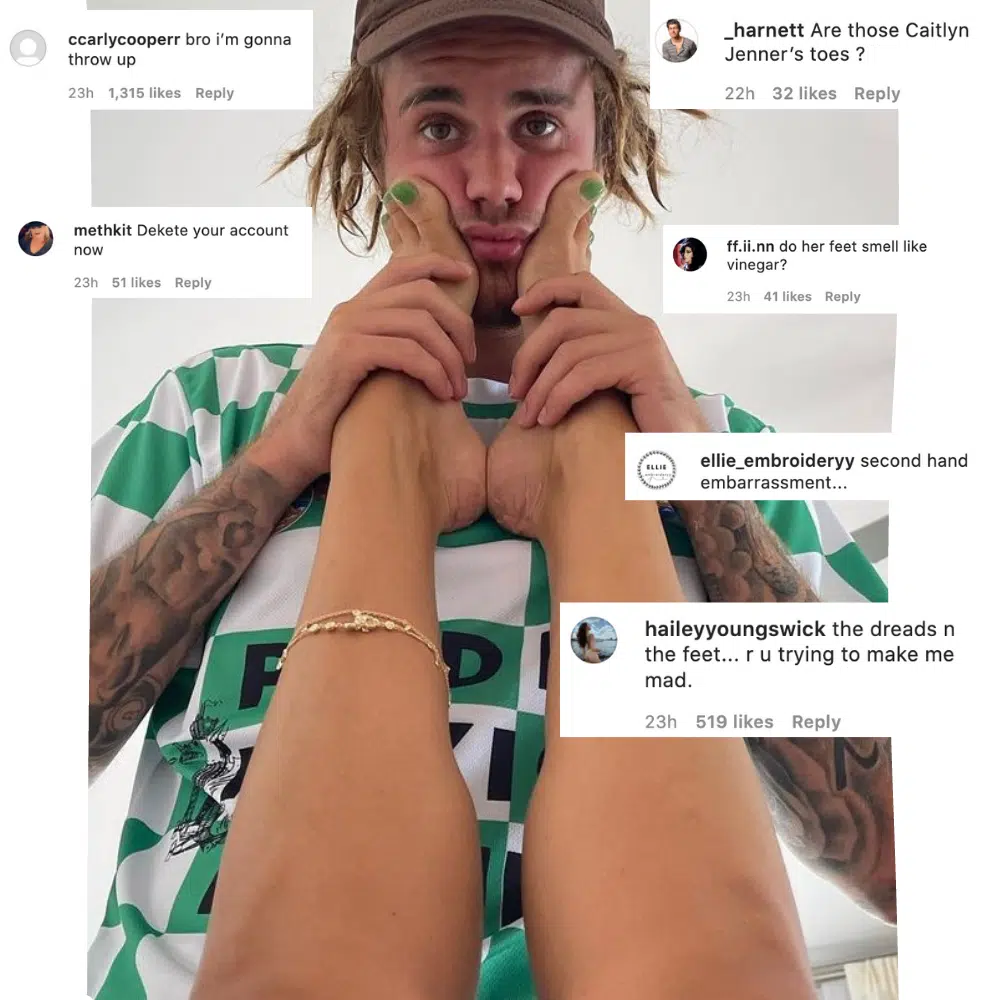 ccarlycooperr bro i'm gonna
throw up
23h 1,315 likes Reply
_harnett Are those Caitlyn
Jenner's toes ?
22h 32 likes Reply
methkit Dekete your account
now
23h 51 likes Reply
ff.ii.nn do her feet smell like
vinegar?
23h 41 likes Reply
ELLIE
ellie_embroideryy second hand
embarrassment...
haileyyoungswick the dreads n
the feet... r u trying to make me
mad.
23h 519 likes Reply